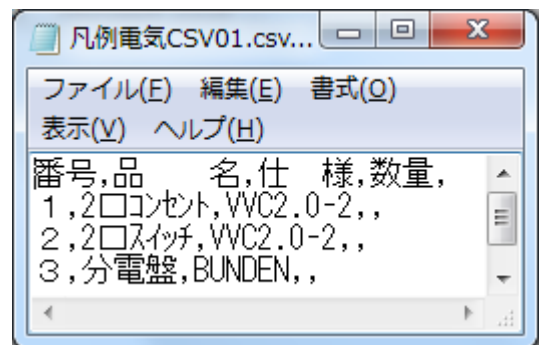 凡例電気CSV01.csv...
ファイル(F) 編集(E) 書式(O)
表示(V) ヘルプ(H)
番号,品　　名,仕　様,数量,
１,2口ｺﾝｾﾝﾄ,VVC2.0-2,,
２,2口ｽｲｯﾁ,VVC2.0-2,,
３,分電盤,BUNDEN,,